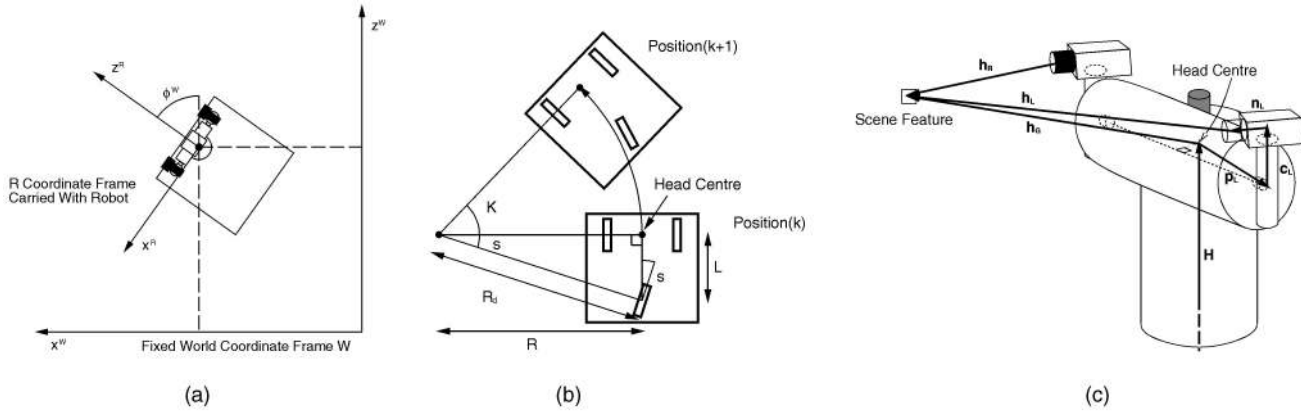 z^W
z^R
ϕ^W
R Coordinate Frame
Carried With Robot
x^R
x^W
Fixed World Coordinate Frame W
(a)
Position(k+1)
Head Centre
Position(k)
K
s
s
L
R_d
R
(b)
Head Centre
h_R
h_L
n_L
Scene Feature
h_G
p_L
c_L
H
(c)